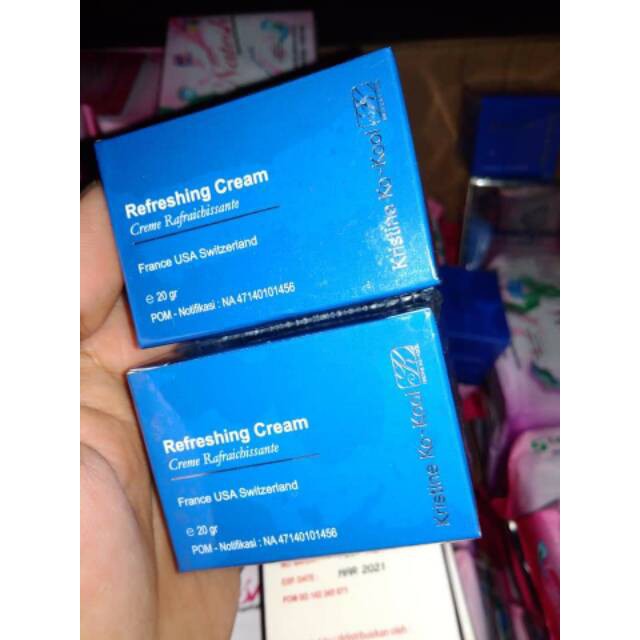 Refreshing Cream
Creme Rafraichissante
France USA Switzerland
e 20 gr
POM - Notifikasi : NA 47140101456
Kristine Ko-Kool
Refreshing Cream
Creme Rafraichissante
France USA Switzerland
e 20 gr
POM - Notifikasi : NA 47140101456
Kristine Ko-Kool
EXP. DATE : MAR 2021